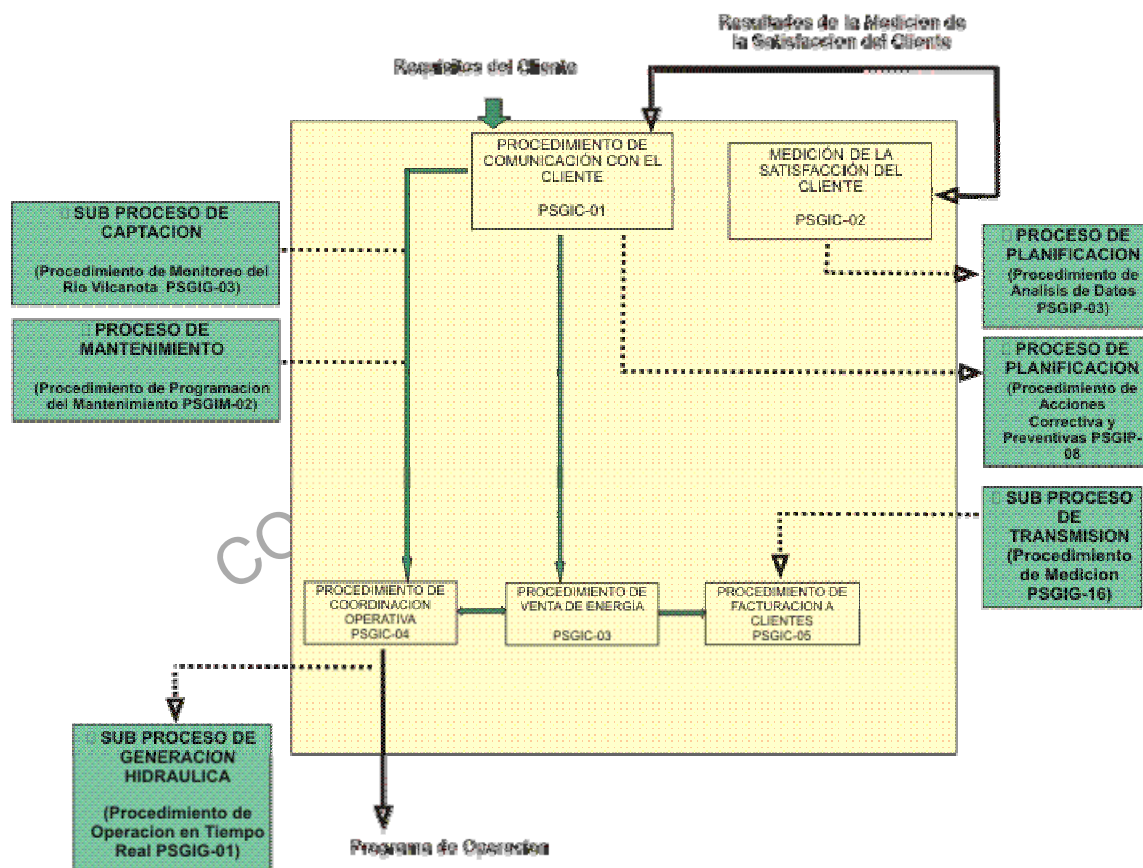 Resultados de la Medicion de
la Satisfaccion del Cliente
Requisitos del Cliente
PROCEDIMIENTO DE
COMUNICACIÓN CON EL
CLIENTE
PSGIC-01
MEDICIÓN DE LA
SATISFACCIÓN DEL
CLIENTE
PSGIC-02
SUB PROCESO DE
CAPTACION
(Procedimiento de Monitoreo del
Rio Vilcanota PSGIG-03)
PROCESO DE
PLANIFICACION
(Procedimiento de
Analisis de Datos
PSGIP-03)
PROCESO DE
MANTENIMIENTO
(Procedimiento de Programacion
del Mantenimiento PSGIM-02)
PROCESO DE
PLANIFICACION
(Procedimiento de
Acciones
Correctiva y
Preventivas PSGIP-
08
SUB PROCESO
DE
TRANSMISION
(Procedimiento
de Medicion
PSGIG-16)
CO
PROCEDIMIENTO DE
COORDINACION
OPERATIVA
PSGIC-04
PROCEDIMIENTO DE
VENTA DE ENERGÍA
PSGIC-03
PROCEDIMIENTO DE
FACTURACION A
CLIENTES
PSGIC-05
SUB PROCESO DE
GENERACION
HIDRAULICA
(Procedimiento de
Operacion en Tiempo
Real PSGIG-01)
Programa de Operacion